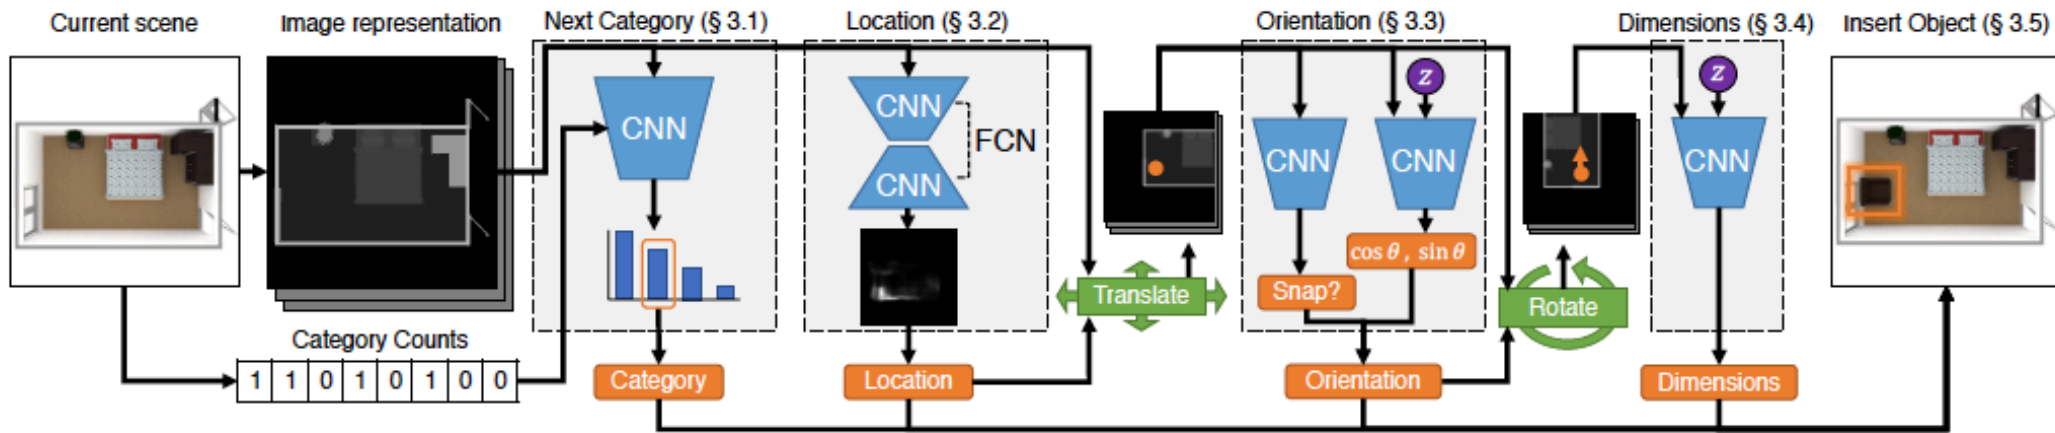 Current scene
Image representation
Next Category (§ 3.1)
Location (§ 3.2)
Orientation (§ 3.3)
Dimensions (§ 3.4)
Insert Object (§ 3.5)
CNN
CNN
CNN
FCN
z
CNN
CNN
z
CNN
cos θ , sin θ
Snap?
Translate
Rotate
Category Counts
1 1 0 1 0 1 0 0
Category
Location
Orientation
Dimensions